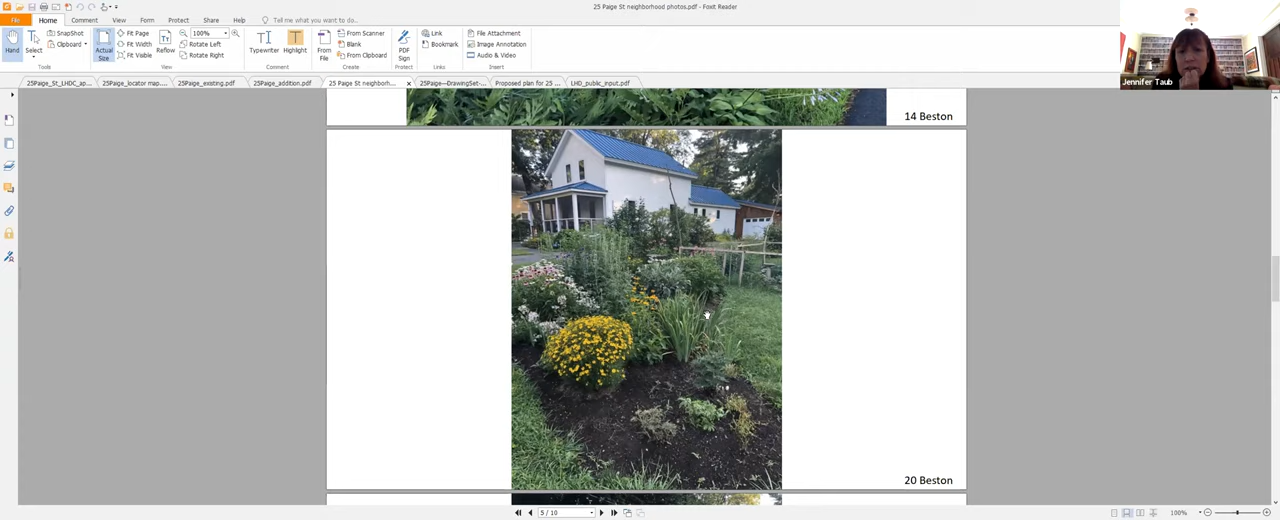 25 Paige St neighborhood photos.pdf - Foxit Reader
File Home Comment View Form Protect Share Help Tell me what you want to do...
Hand
Select
SnapShot
Clipboard
Tools
Actual Size
Fit Page
Fit Width
Fit Visible
Reflow
100%
Rotate Left
Rotate Right
View
Typewriter
Highlight
Comment
From File
From Scanner
Blank
From Clipboard
Create
PDF Sign
Protect
Link
Bookmark
Links
File Attachment
Image Annotation
Audio & Video
Insert
Jennifer Taub
25Paige_St_LHDC_ap... 25Paige_locator map.... 25Paige_existing.pdf 25Paige_addition.pdf 25 Paige St neighborh... 25Paige—DrawingSet-... Proposed plan for 25 ... LHD_public_input.pdf
14 Beston
20 Beston
5 / 10
100%